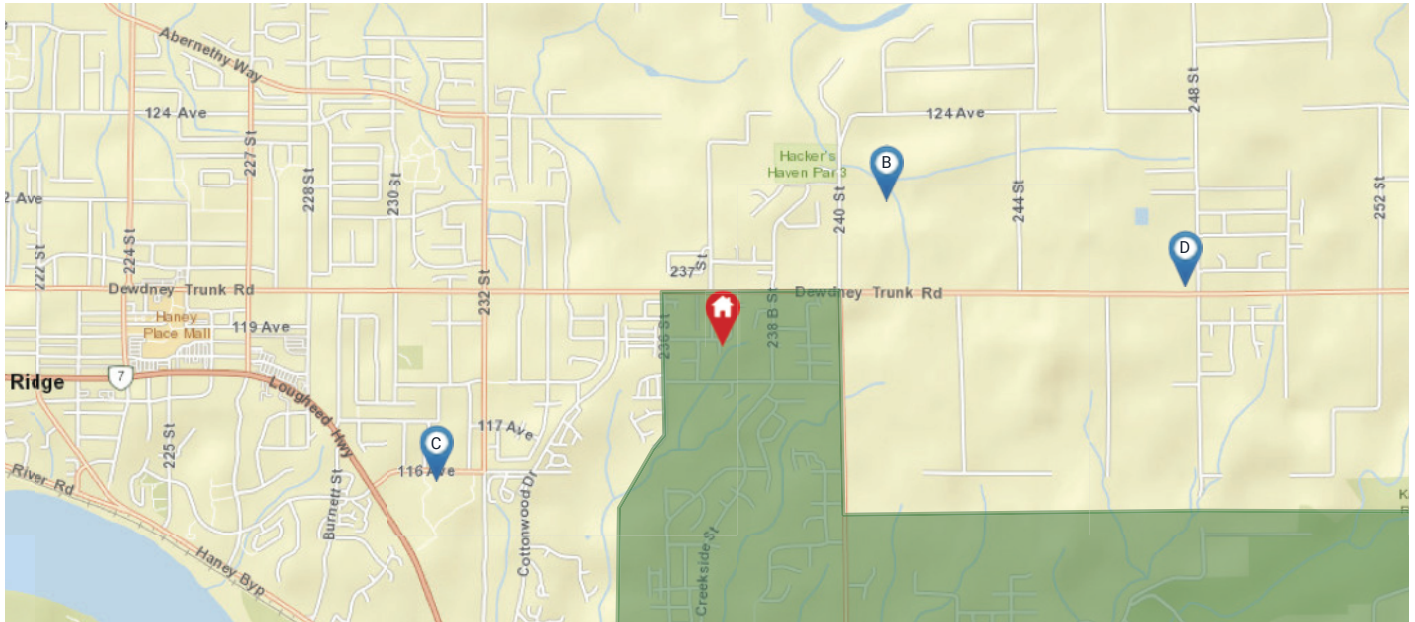 Abernethy Way
124 Ave
124 Ave
227 St
248 St
Hacker's
Haven Par 3
B
228 St
230 St
240 St
244 St
252 St
2 Ave
222 St
224 St
232 St
237 St
D
Dewdney Trunk Rd
Dewdney Trunk Rd
Haney
Place Mall
119 Ave
236 St
238 B St
7
Ridge
Lougheed Hwy
117 Ave
C
225 St
116 Ave
River Rd
Burnett St
Cottonwood Dr
Haney Byp
Creekside St